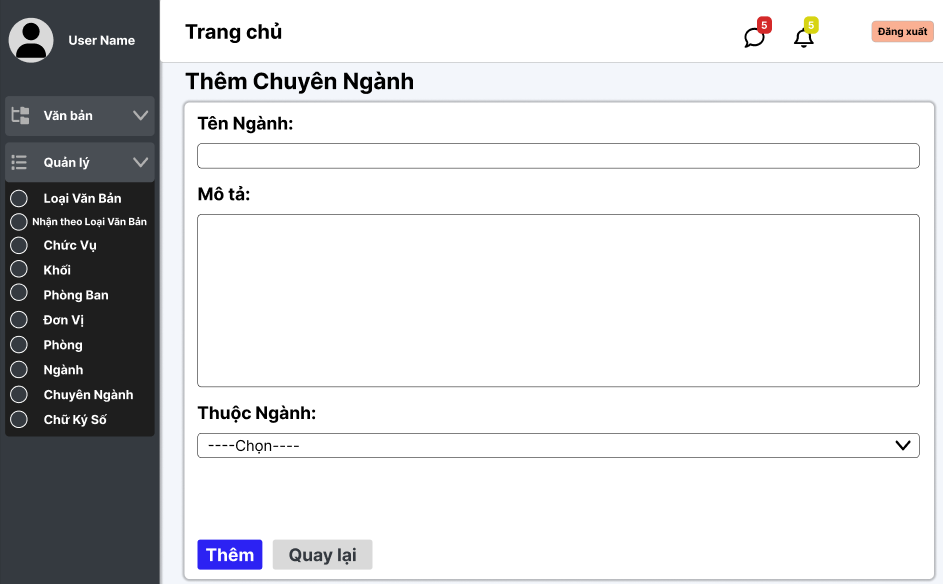 User Name
Văn bản
Quản lý
Loại Văn Bản
Nhận theo Loại Văn Bản
Chức Vụ
Khối
Phòng Ban
Đơn Vị
Phòng
Ngành
Chuyên Ngành
Chữ Ký Số
Trang chủ
5
5
Đăng xuất
Thêm Chuyên Ngành
Tên Ngành:
Mô tả:
Thuộc Ngành:
----Chọn----
Thêm
Quay lại